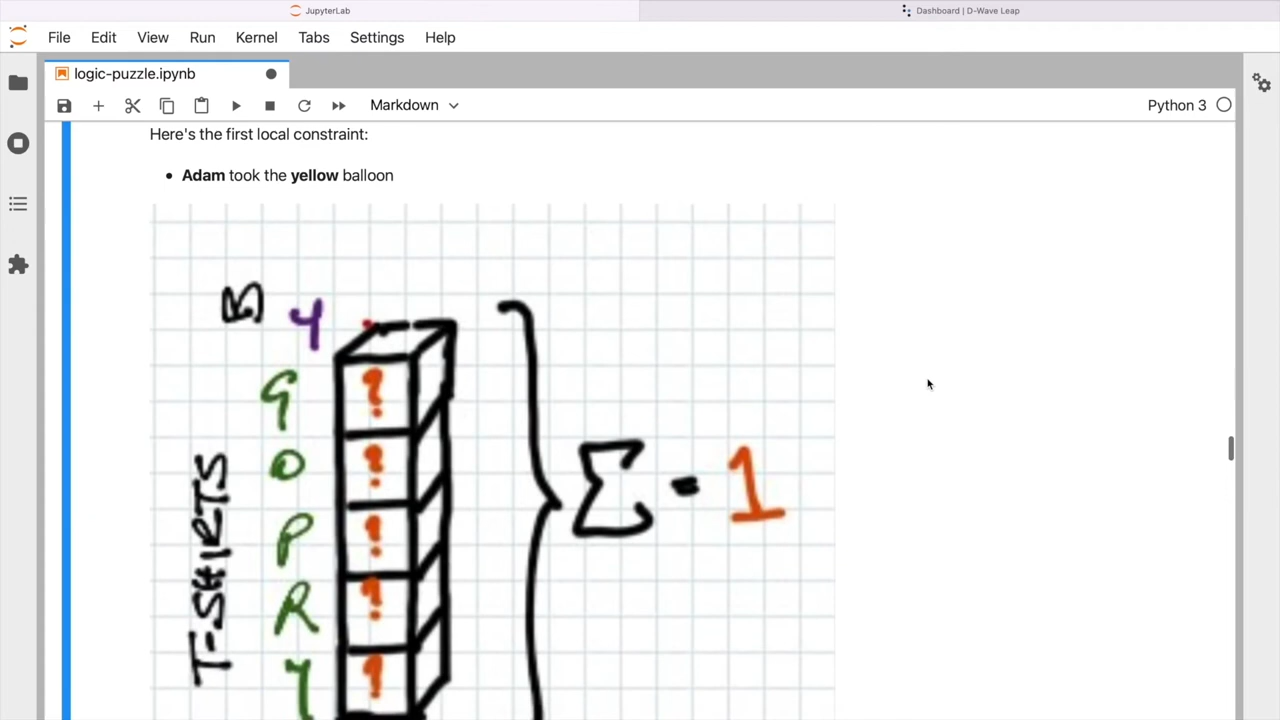 JupyterLab
Dashboard | D-Wave Leap
File Edit View Run Kernel Tabs Settings Help
logic-puzzle.ipynb
Markdown
Python 3
Here's the first local constraint:
• Adam took the yellow balloon
B Y
G ?
O ?
P ?
R ?
Y ?
T-SHIRTS
Σ = 1